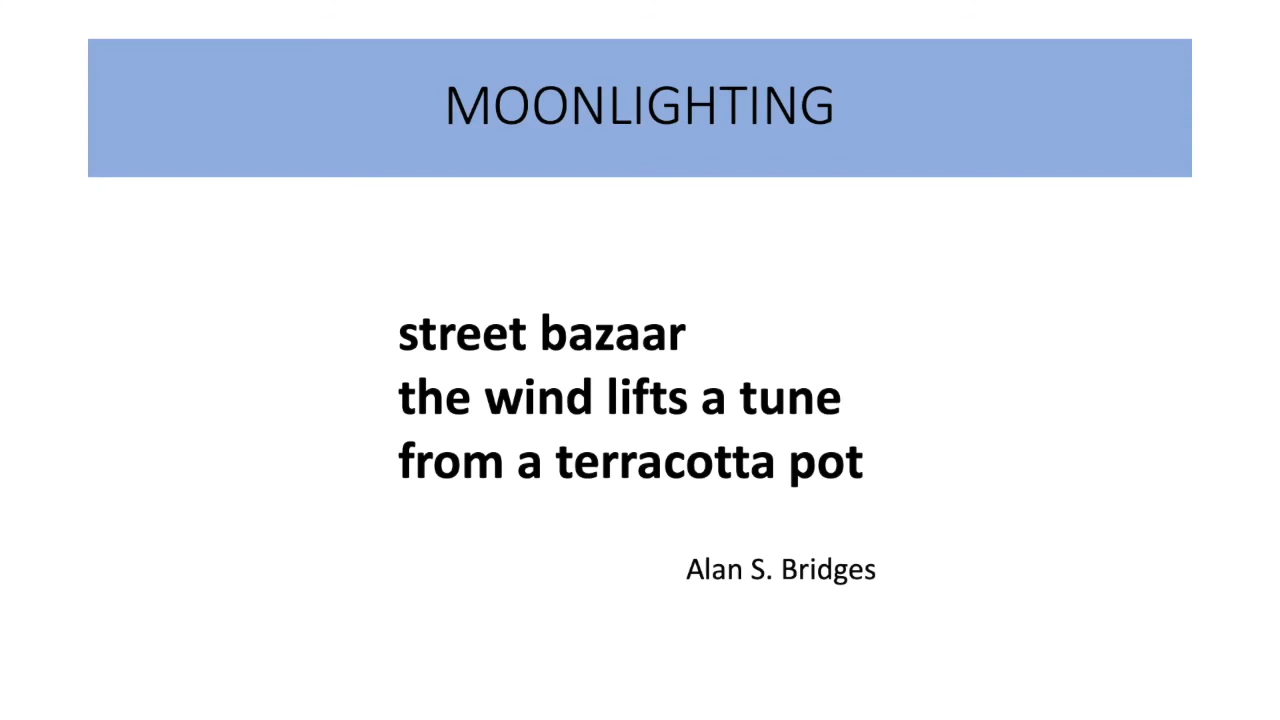 MOONLIGHTING
street bazaar
the wind lifts a tune
from a terracotta pot
Alan S. Bridges